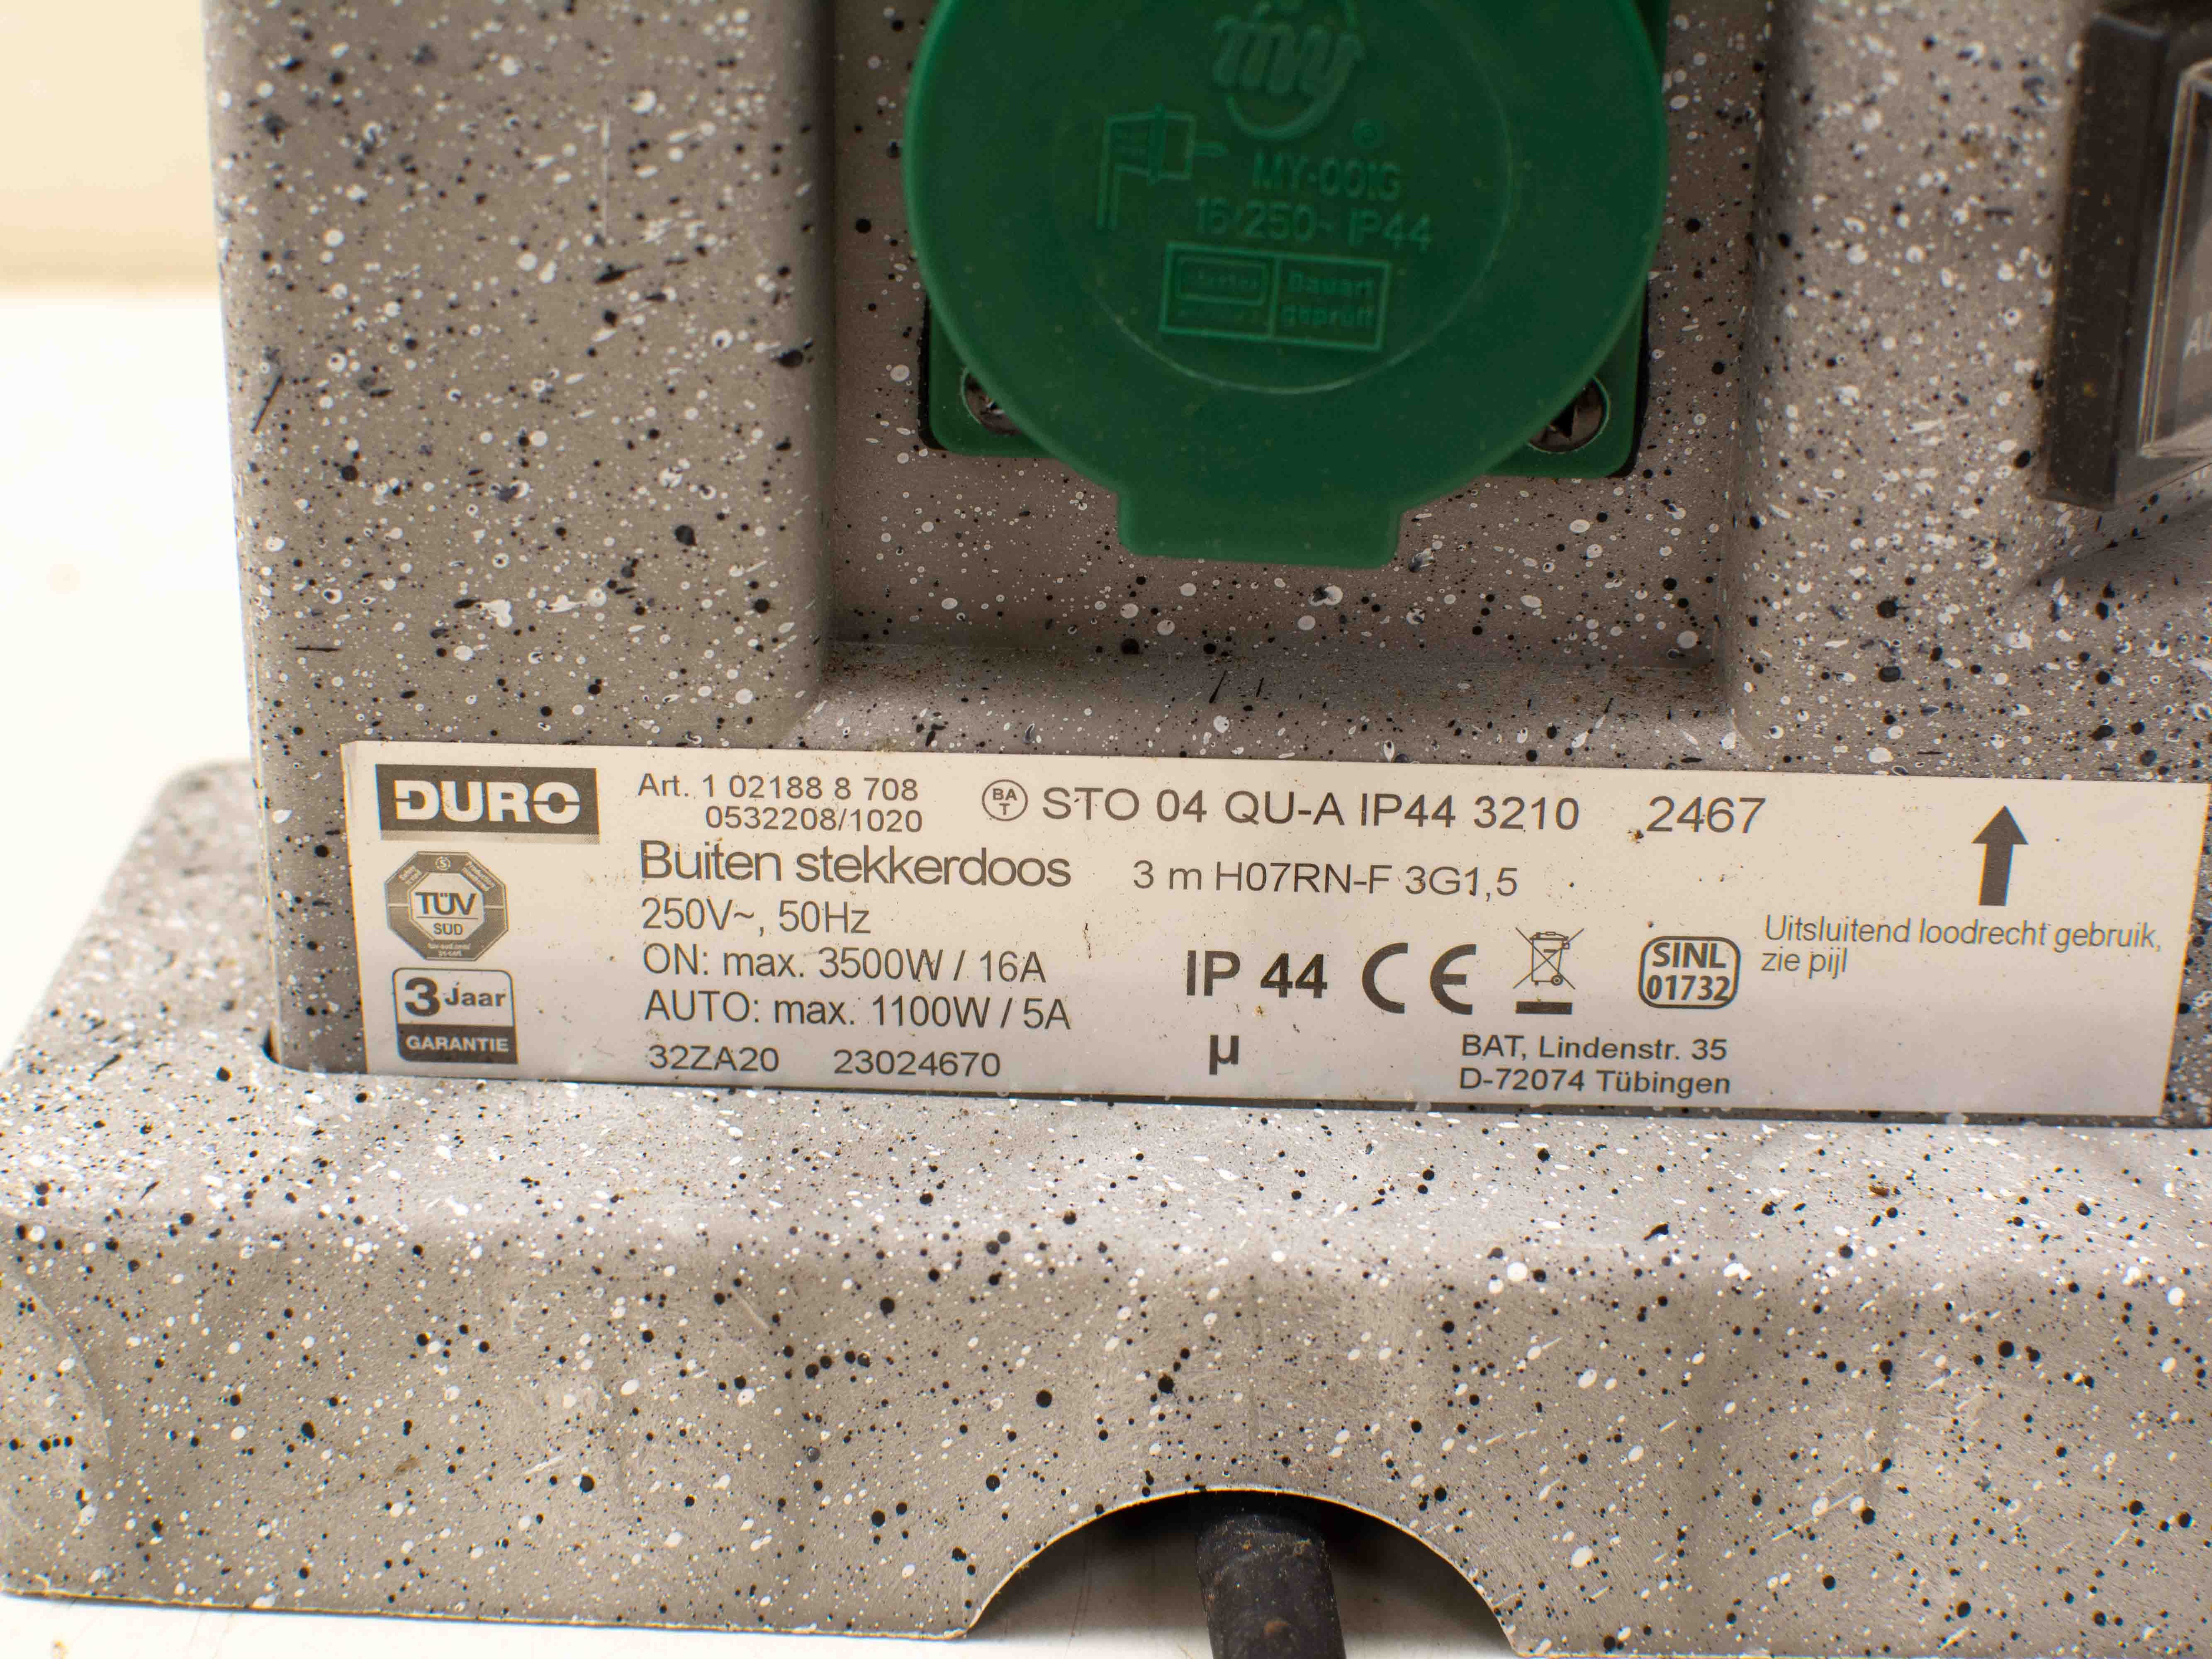 my
©
MY-001G
16/250~ IP44
Bauart
geprüft
DURO
Art. 1 02188 8 708
0532208/1020
BAT
STO 04 QU-A IP44 3210 2467
Buiten stekkerdoos 3 m H07RN-F 3G1,5
250V~, 50Hz
ON: max. 3500W / 16A
AUTO: max. 1100W / 5A
32ZA20 23024670
TÜV
SÜD
3 Jaar
GARANTIE
IP 44 CE
µ
SINL
01732
Uitsluitend loodrecht gebruik,
zie pijl
BAT, Lindenstr. 35
D-72074 Tübingen